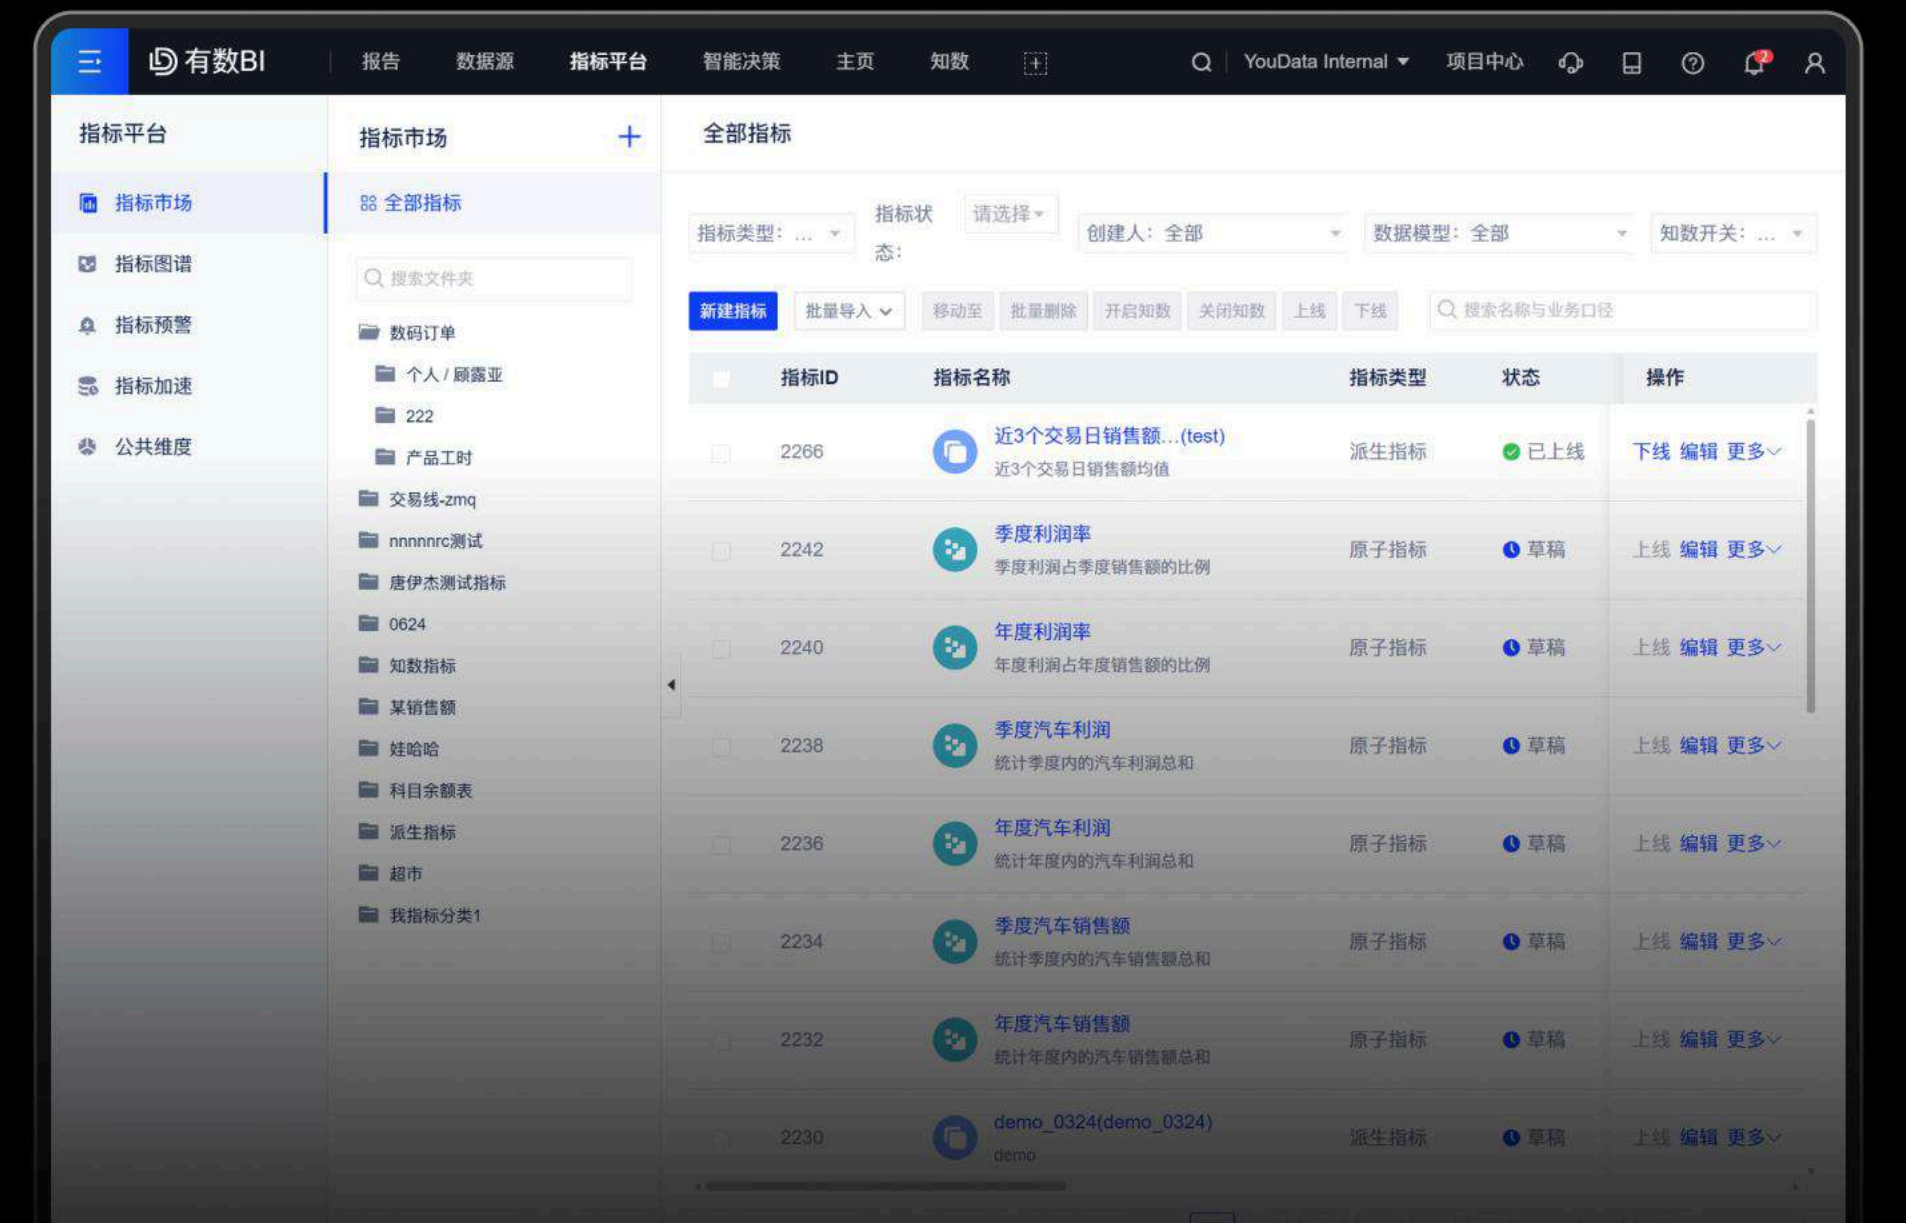 有数BI 报告 数据源 指标平台 智能决策 主页 知数 YouData Internal 项目中心 2
指标平台
指标市场
指标图谱
指标预警
指标加速
公共维度
指标市场
全部指标
搜索文件夹
数码订单
个人 / 顾露亚
222
产品工时
交易线-zmq
nnnnnrc测试
唐伊杰测试指标
0624
知数指标
某销售额
娃哈哈
科目余额表
派生指标
超市
我指标分类1
全部指标
指标类型: ... 指标状态: 请选择 创建人: 全部 数据模型: 全部 知数开关: ...
新建指标 批量导入 移动至 批量删除 开启知数 关闭知数 上线 下线 搜索名称与业务口径
指标ID 指标名称 指标类型 状态 操作
2266 近3个交易日销售额...(test) 派生指标 已上线 下线 编辑 更多
近3个交易日销售额均值
2242 季度利润率 原子指标 草稿 上线 编辑 更多
季度利润占季度销售额的比例
2240 年度利润率 原子指标 草稿 上线 编辑 更多
年度利润占年度销售额的比例
2238 季度汽车利润 原子指标 草稿 上线 编辑 更多
统计季度内的汽车利润总和
2236 年度汽车利润 原子指标 草稿 上线 编辑 更多
统计年度内的汽车利润总和
2234 季度汽车销售额 原子指标 草稿 上线 编辑 更多
统计季度内的汽车销售额总和
2232 年度汽车销售额 原子指标 草稿 上线 编辑 更多
统计年度内的汽车销售额总和
2230 demo_0324(demo_0324) 派生指标 草稿 上线 编辑 更多
demo